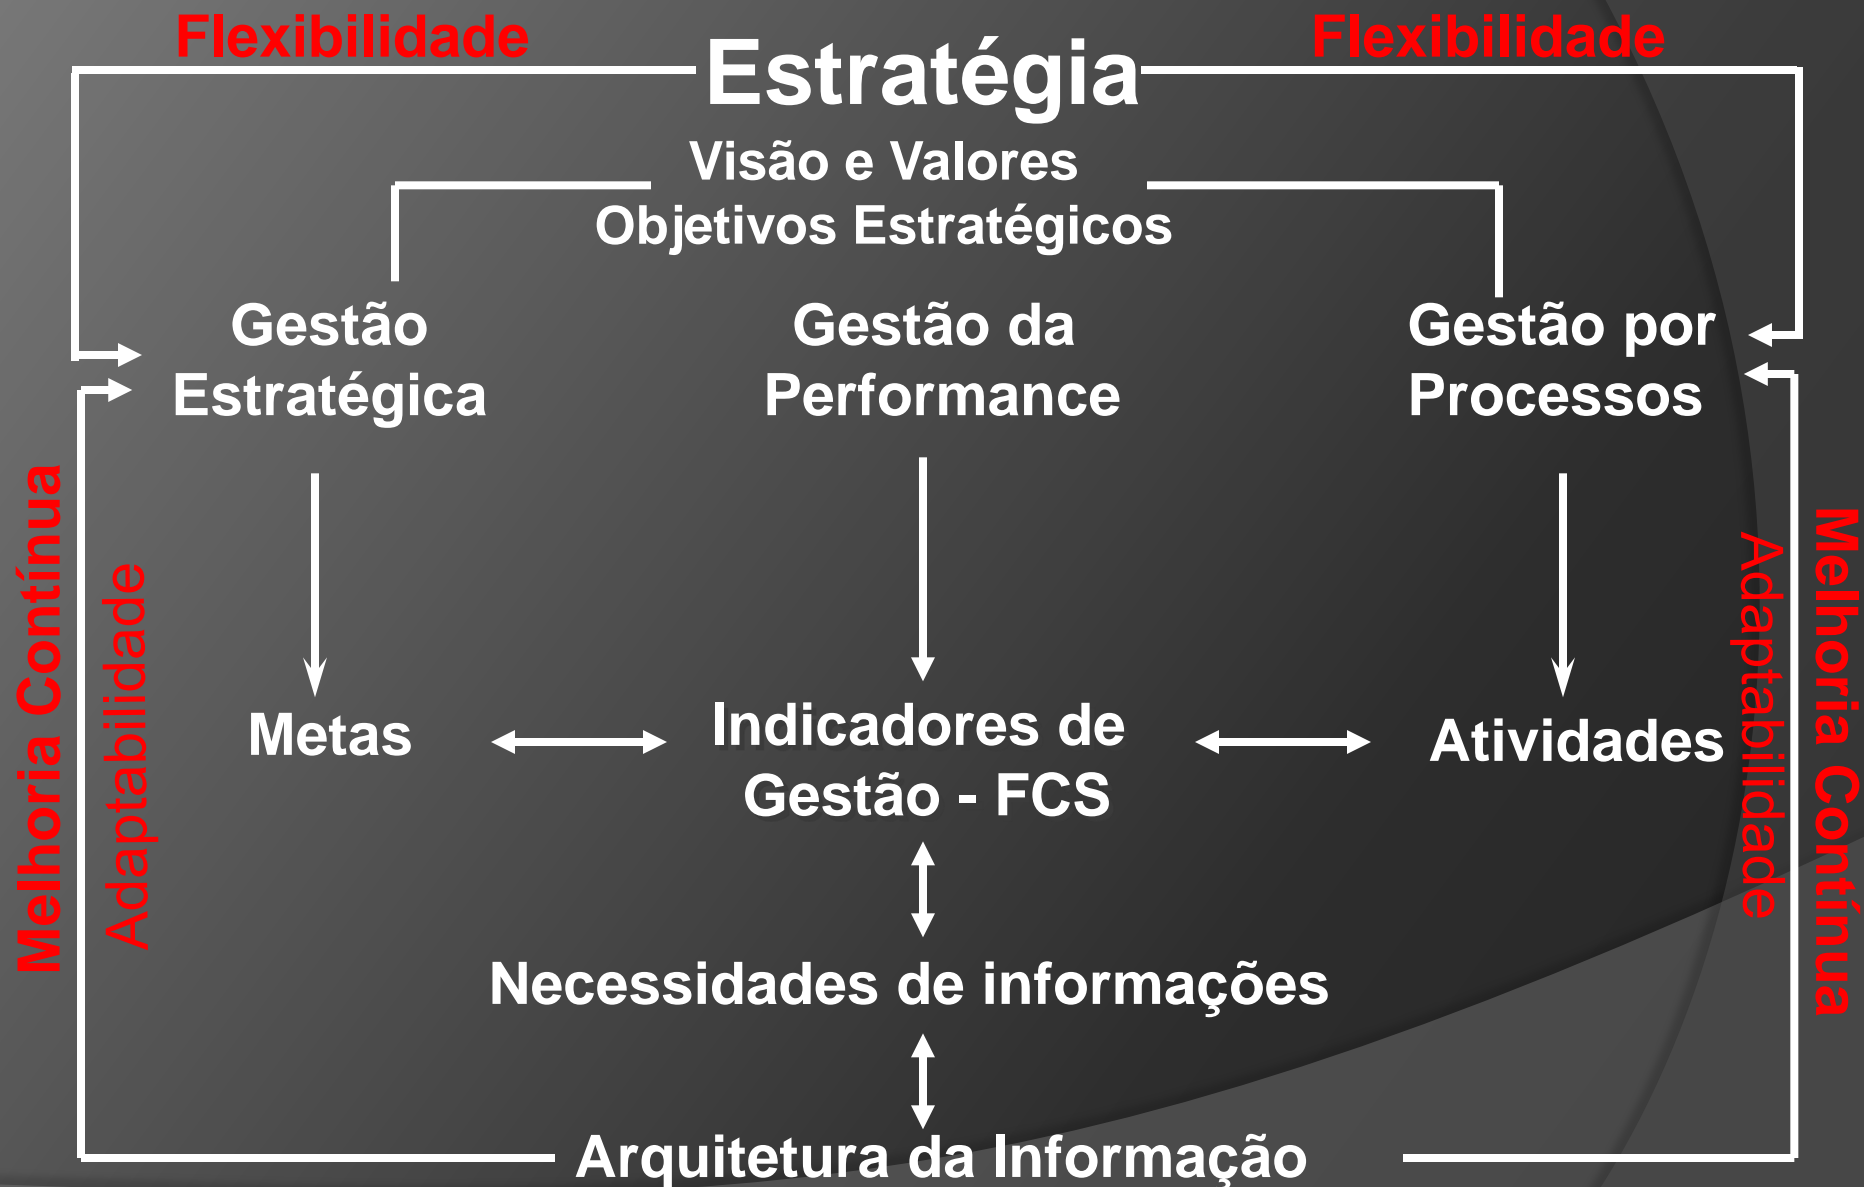 Flexibilidade
Estratégia
Flexibilidade
Visão e Valores
Objetivos Estratégicos
Gestão
Estratégica
Gestão da
Performance
Gestão por
Processos
Melhoria Contínua
Adaptabilidade
Metas
Indicadores de
Gestão - FCS
Atividades
Adaptabilidade
Melhoria Contínua
Necessidades de informações
Arquitetura da Informação